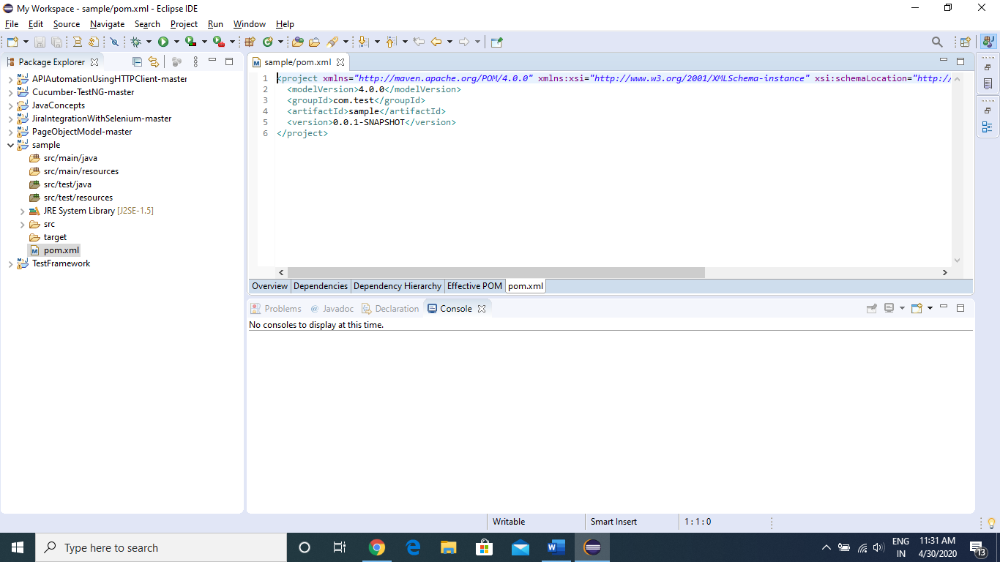 My Workspace - sample/pom.xml - Eclipse IDE
File Edit Source Navigate Search Project Run Window Help
Package Explorer
APIAutomationUsingHTTPClient-master
Cucumber-TestNG-master
JavaConcepts
JiraIntegrationWithSelenium-master
PageObjectModel-master
sample
src/main/java
src/main/resources
src/test/java
src/test/resources
JRE System Library [J2SE-1.5]
src
target
pom.xml
TestFramework
sample/pom.xml
1 <project xmlns="http://maven.apache.org/POM/4.0.0" xmlns:xsi="http://www.w3.org/2001/XMLSchema-instance" xsi:schemaLocation="http:/
2 <modelVersion>4.0.0</modelVersion>
3 <groupId>com.test</groupId>
4 <artifactId>sample</artifactId>
5 <version>0.0.1-SNAPSHOT</version>
6 </project>
Overview Dependencies Dependency Hierarchy Effective POM pom.xml
Problems @ Javadoc Declaration Console
No consoles to display at this time.
Writable Smart Insert 1 : 1 : 0
Type here to search
ENG
IN
11:31 AM
4/30/2020
13